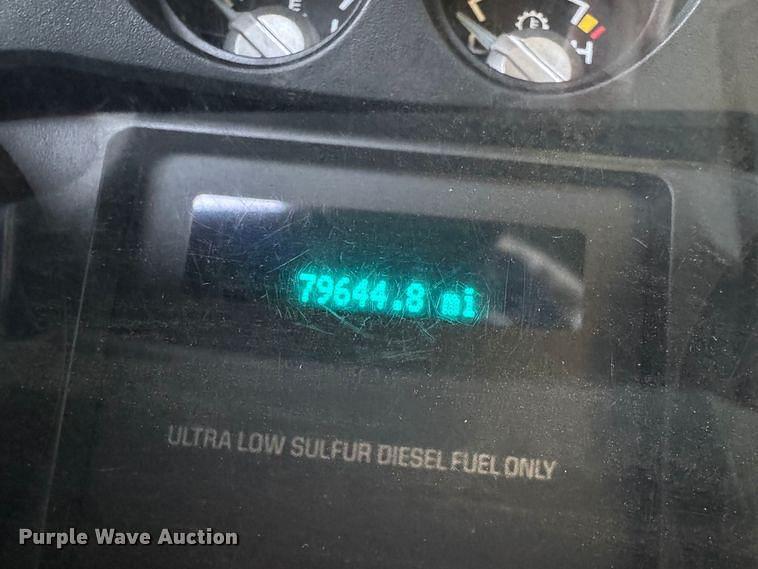 E
E
H
79644.8 mi
ULTRA LOW SULFUR DIESEL FUEL ONLY
Purple Wave Auction